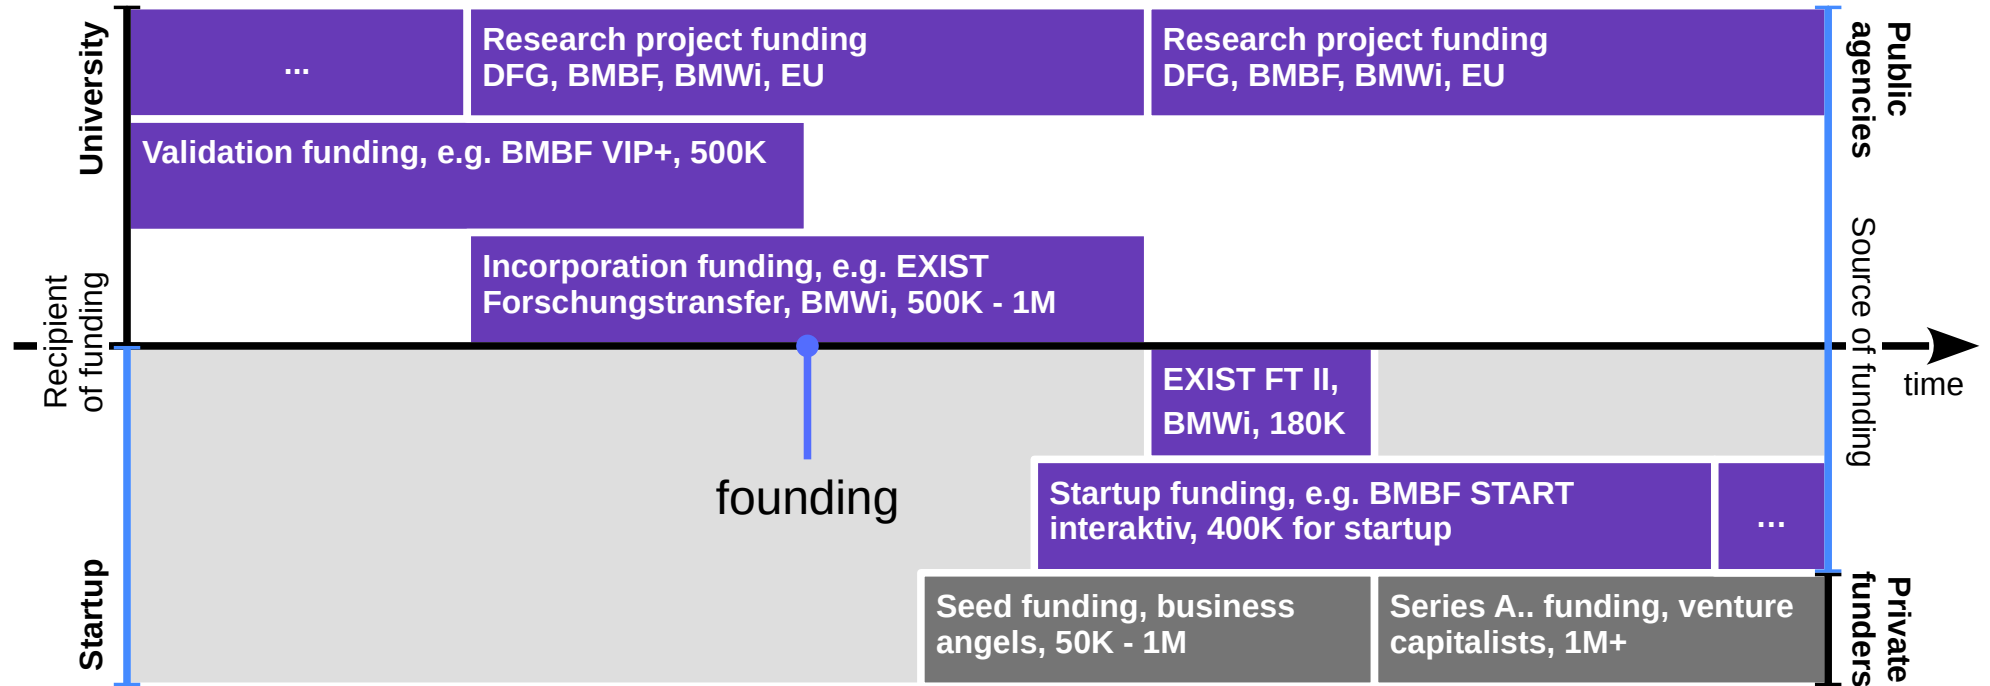 University
...
Research project funding
DFG, BMBF, BMWi, EU
Research project funding
DFG, BMBF, BMWi, EU
Public
agencies
Validation funding, e.g. BMBF VIP+, 500K
Incorporation funding, e.g. EXIST
Forschungstransfer, BMWi, 500K - 1M
Recipient
of funding
Source of funding
time
founding
EXIST FT II,
BMWi, 180K
Startup funding, e.g. BMBF START
interaktiv, 400K for startup
...
Startup
Seed funding, business
angels, 50K - 1M
Series A.. funding, venture
capitalists, 1M+
Private
funders